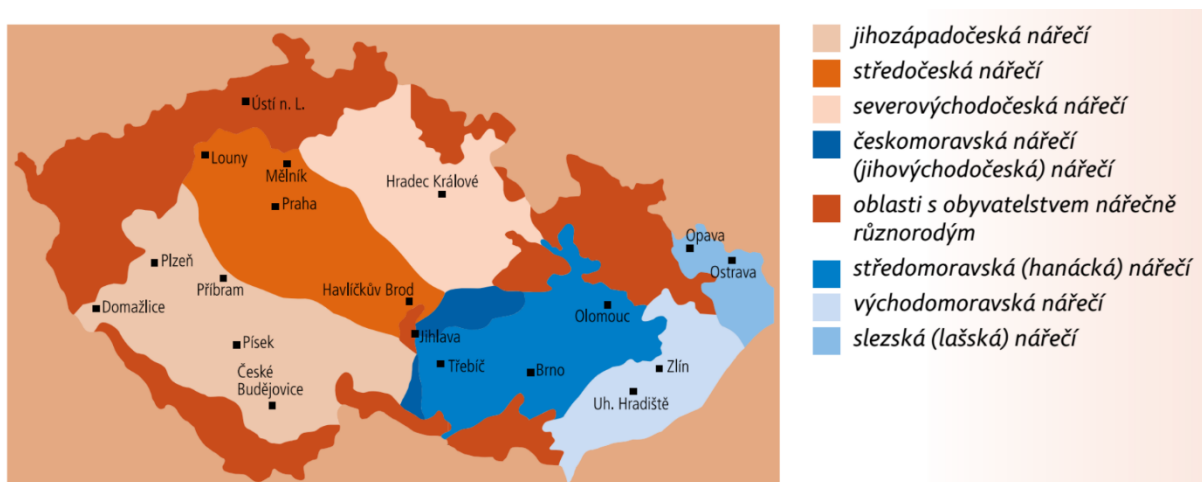 Ústí n. L.
Louny
Mělník
Praha
Hradec Králové
Plzeň
Příbram
Domažlice
Havlíčkův Brod
Písek
České
Budějovice
Jihlava
Třebíč
Brno
Olomouc
Opava
Ostrava
Zlín
Uh. Hradiště
jihozápadočeská nářečí
středočeská nářečí
severovýchodočeská nářečí
českomoravská nářečí
(jihovýchodočeská) nářečí
oblasti s obyvatelstvem nářečně
různorodým
středomoravská (hanácká) nářečí
východomoravská nářečí
slezská (lašská) nářečí